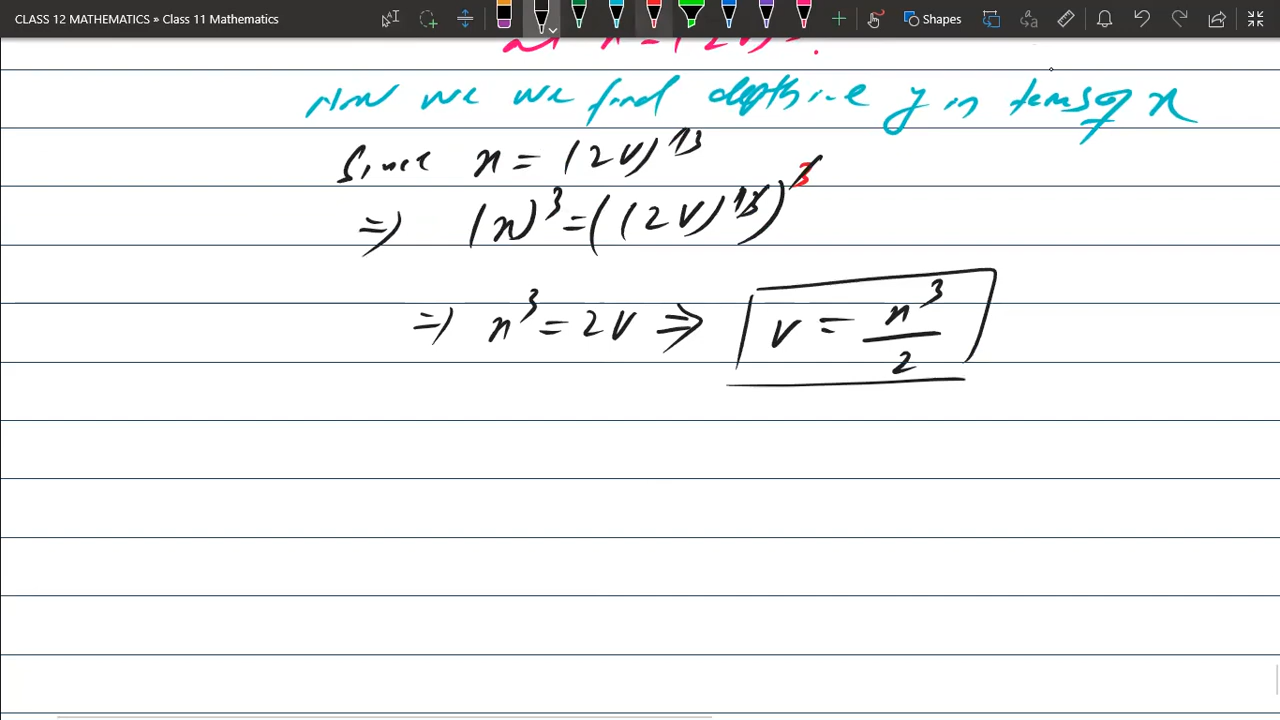 CLASS 12 MATHEMATICS » Class 11 Mathematics
Shapes
Now we we find depth i.e y in terms of x
Since x = (2V)^1/3
=> (x)^3 = ((2V)^1/3)^3
=> x^3 = 2V => V = x^3/2